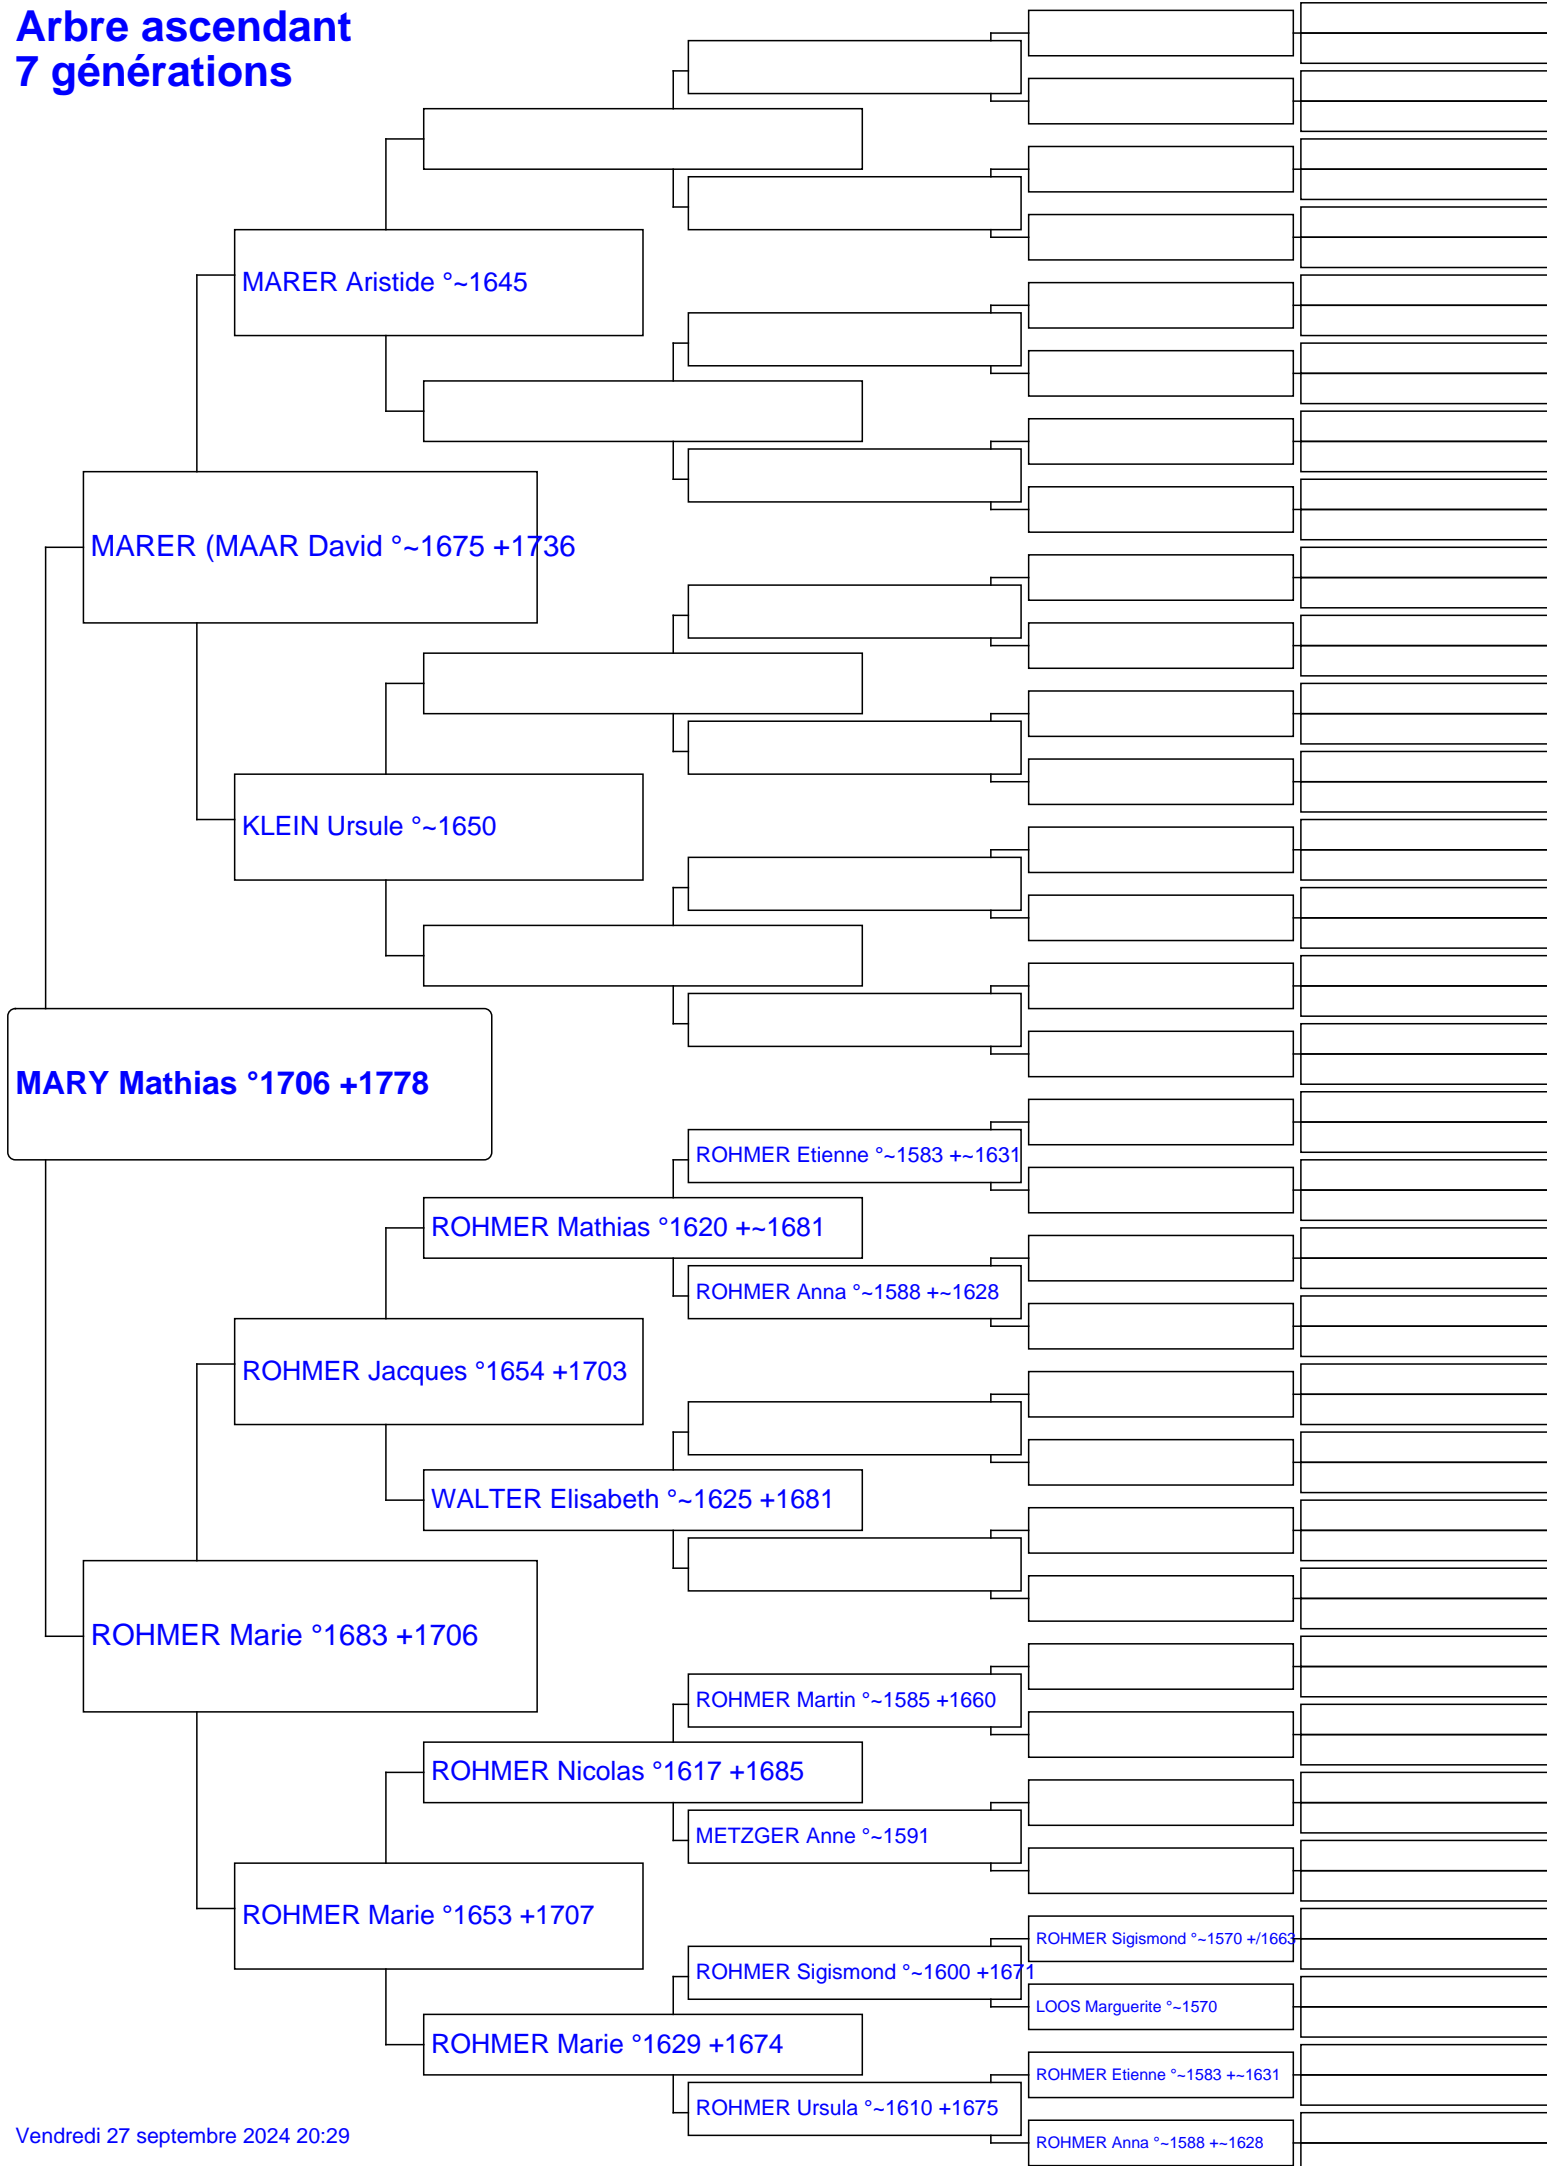 Arbre ascendant
7 générations
MARER Aristide °~1645
MARER (MAAR David °~1675 +1736
KLEIN Ursule °~1650
MARY Mathias °1706 +1778
ROHMER Etienne °~1583 +~1631
ROHMER Mathias °1620 +~1681
ROHMER Anna °~1588 +~1628
ROHMER Jacques °1654 +1703
WALTER Elisabeth °~1625 +1681
ROHMER Marie °1683 +1706
ROHMER Martin °~1585 +1660
ROHMER Nicolas °1617 +1685
METZGER Anne °~1591
ROHMER Marie °1653 +1707
ROHMER Sigismond °~1570 +/1663
ROHMER Sigismond °~1600 +1671
LOOS Marguerite °~1570
ROHMER Marie °1629 +1674
ROHMER Etienne °~1583 +~1631
ROHMER Ursula °~1610 +1675
ROHMER Anna °~1588 +~1628
Vendredi 27 septembre 2024 20:29